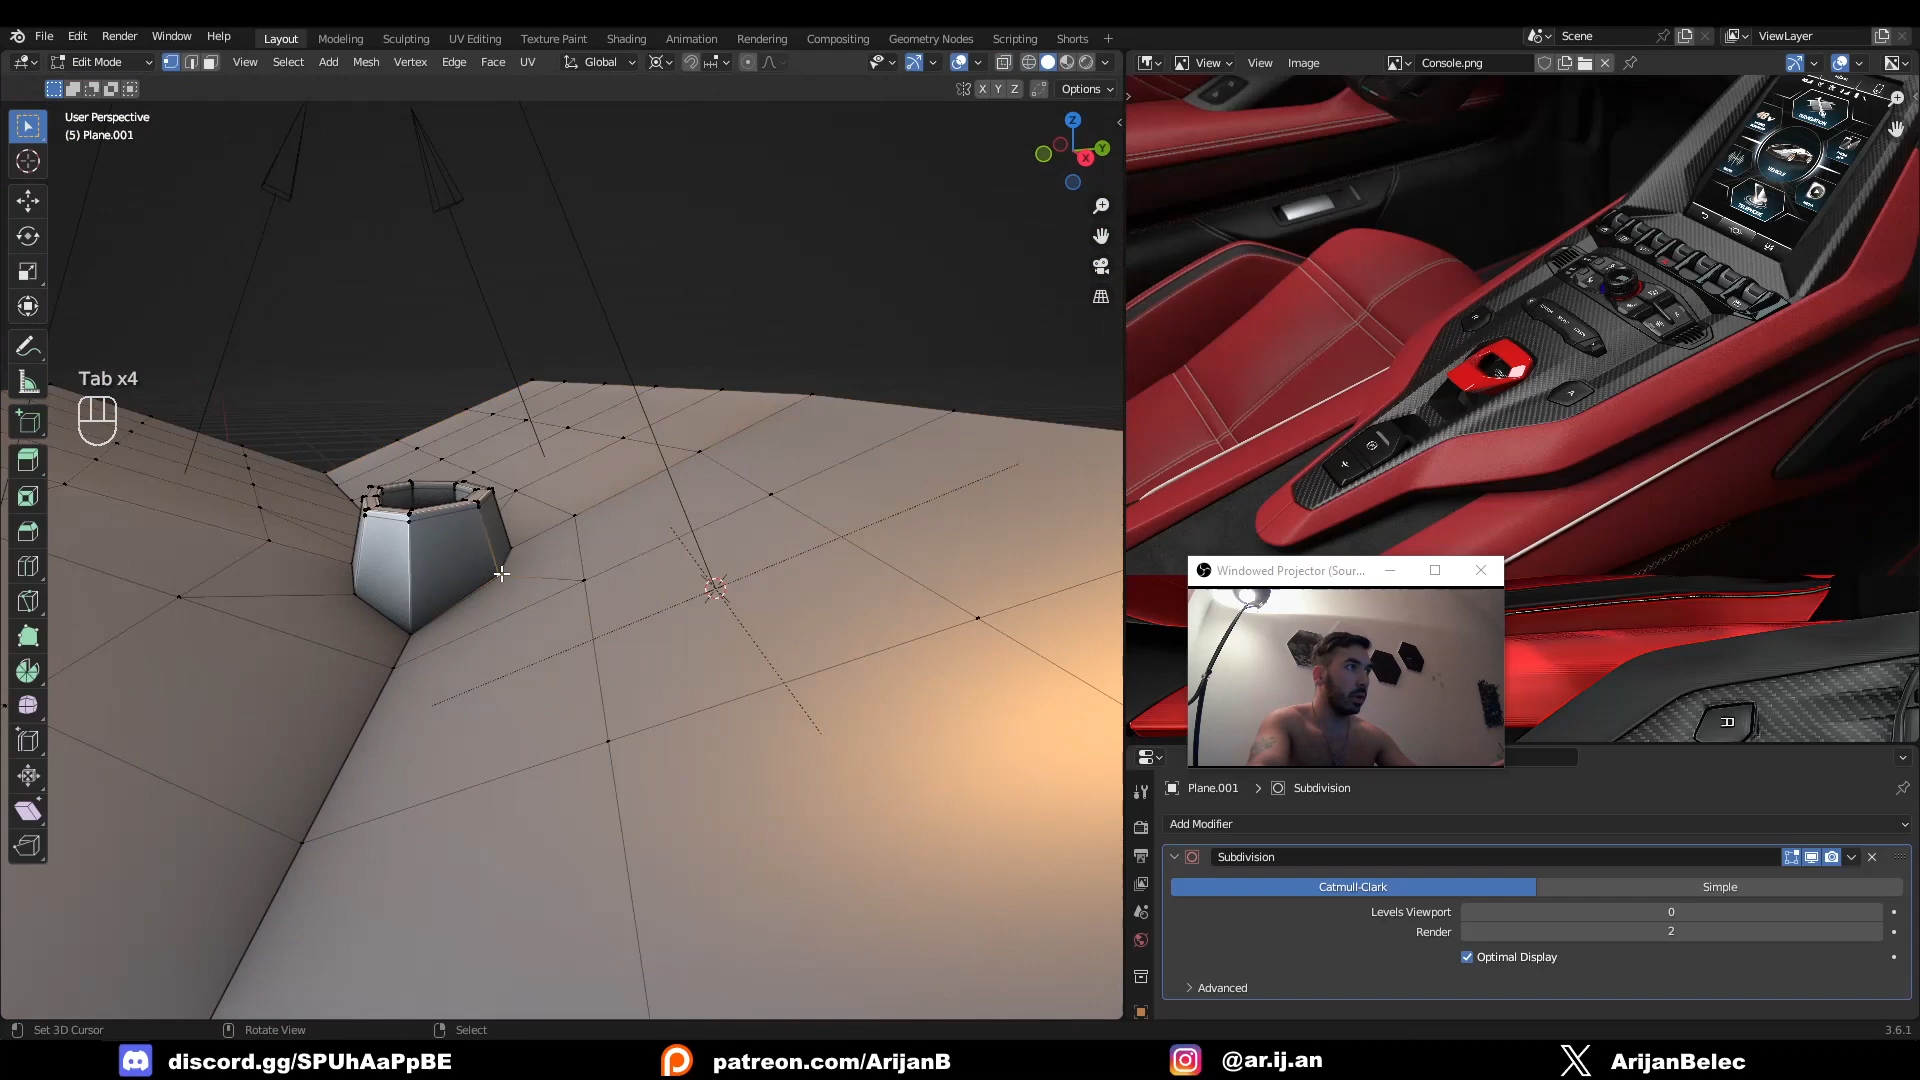 File Edit Render Window Help
Layout Modeling Sculpting UV Editing Texture Paint Shading Animation Rendering Compositing Geometry Nodes Scripting Shorts +
Scene
ViewLayer
Edit Mode
View Select Add Mesh Vertex Edge Face UV
Global
View
View Image
Console.png
X Y Z
Options
User Perspective
(5) Plane.001
Z
Y
X
Tab x4
NAVIGATION
VEHICLE
TELEPHONE
A
Windowed Projector (Sour...
Plane.001
Subdivision
Add Modifier
Subdivision
Catmull-Clark
Simple
Levels Viewport
0
Render
2
Optimal Display
Advanced
Set 3D Cursor
Rotate View
Select
3.6.1
discord.gg/SPUhAaPpBE
patreon.com/ArijanB
@ar.ij.an
ArijanBelec